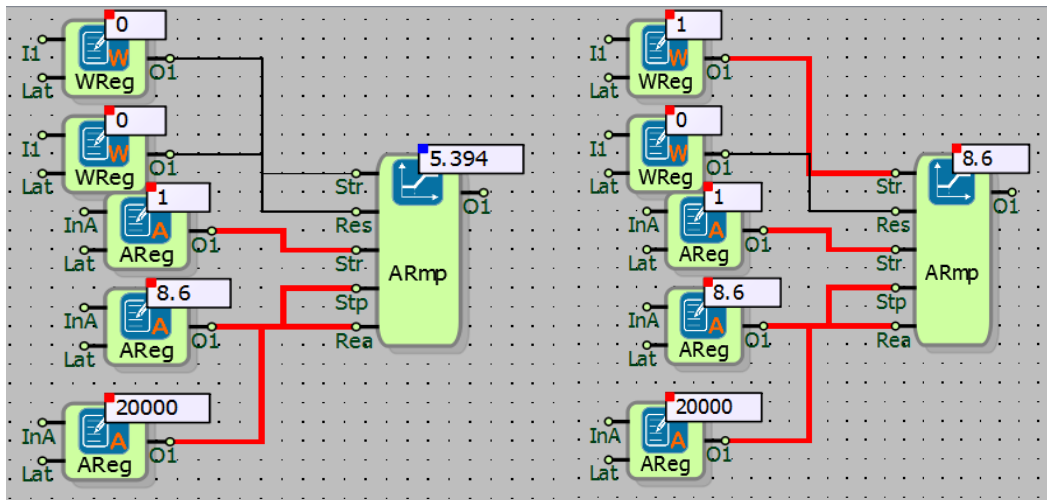 0
I1
W
O1
Lat
WReg
0
I1
W
O1
Lat
WReg
1
InA
A
O1
Lat
AReg
8.6
InA
A
O1
Lat
AReg
20000
InA
A
O1
Lat
AReg
5.394
Str
O1
Res
Str
ARmp
Stp
Rea
1
I1
W
O1
Lat
WReg
0
I1
W
O1
Lat
WReg
1
InA
A
O1
Lat
AReg
8.6
InA
A
O1
Lat
AReg
20000
InA
A
O1
Lat
AReg
8.6
Str
O1
Res
Str
ARmp
Stp
Rea